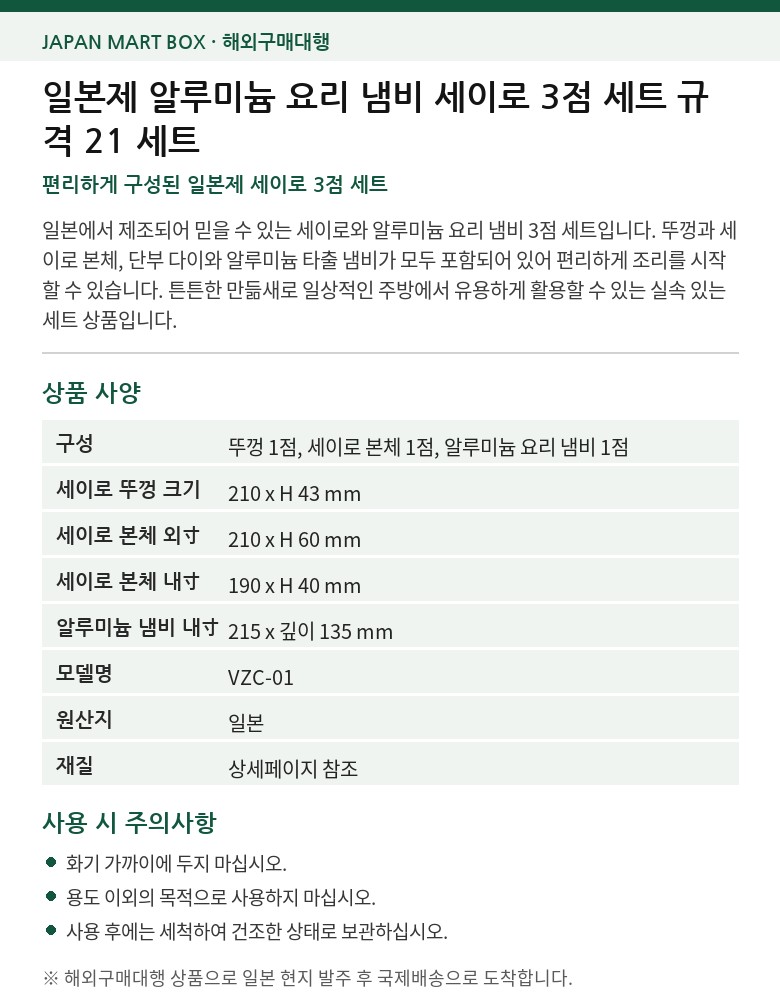 JAPAN MART BOX · 해외구매대행
일본제 알루미늄 요리 냄비 세이로 3점 세트 규
격 21 세트
편리하게 구성된 일본제 세이로 3점 세트
일본에서 제조되어 믿을 수 있는 세이로와 알루미늄 요리 냄비 3점 세트입니다. 뚜껑과 세
이로 본체, 단부 다이와 알루미늄 타출 냄비가 모두 포함되어 있어 편리하게 조리를 시작
할 수 있습니다. 튼튼한 만듦새로 일상적인 주방에서 유용하게 활용할 수 있는 실속 있는
세트 상품입니다.
상품 사양
구성 뚜껑 1점, 세이로 본체 1점, 알루미늄 요리 냄비 1점
세이로 뚜껑 크기 210 x H 43 mm
세이로 본체 외寸 210 x H 60 mm
세이로 본체 내寸 190 x H 40 mm
알루미늄 냄비 내寸 215 x 깊이 135 mm
모델명 VZC-01
원산지 일본
재질 상세페이지 참조
사용 시 주의사항
● 화기 가까이에 두지 마십시오.
● 용도 이외의 목적으로 사용하지 마십시오.
● 사용 후에는 세척하여 건조한 상태로 보관하십시오.
※ 해외구매대행 상품으로 일본 현지 발주 후 국제배송으로 도착합니다.